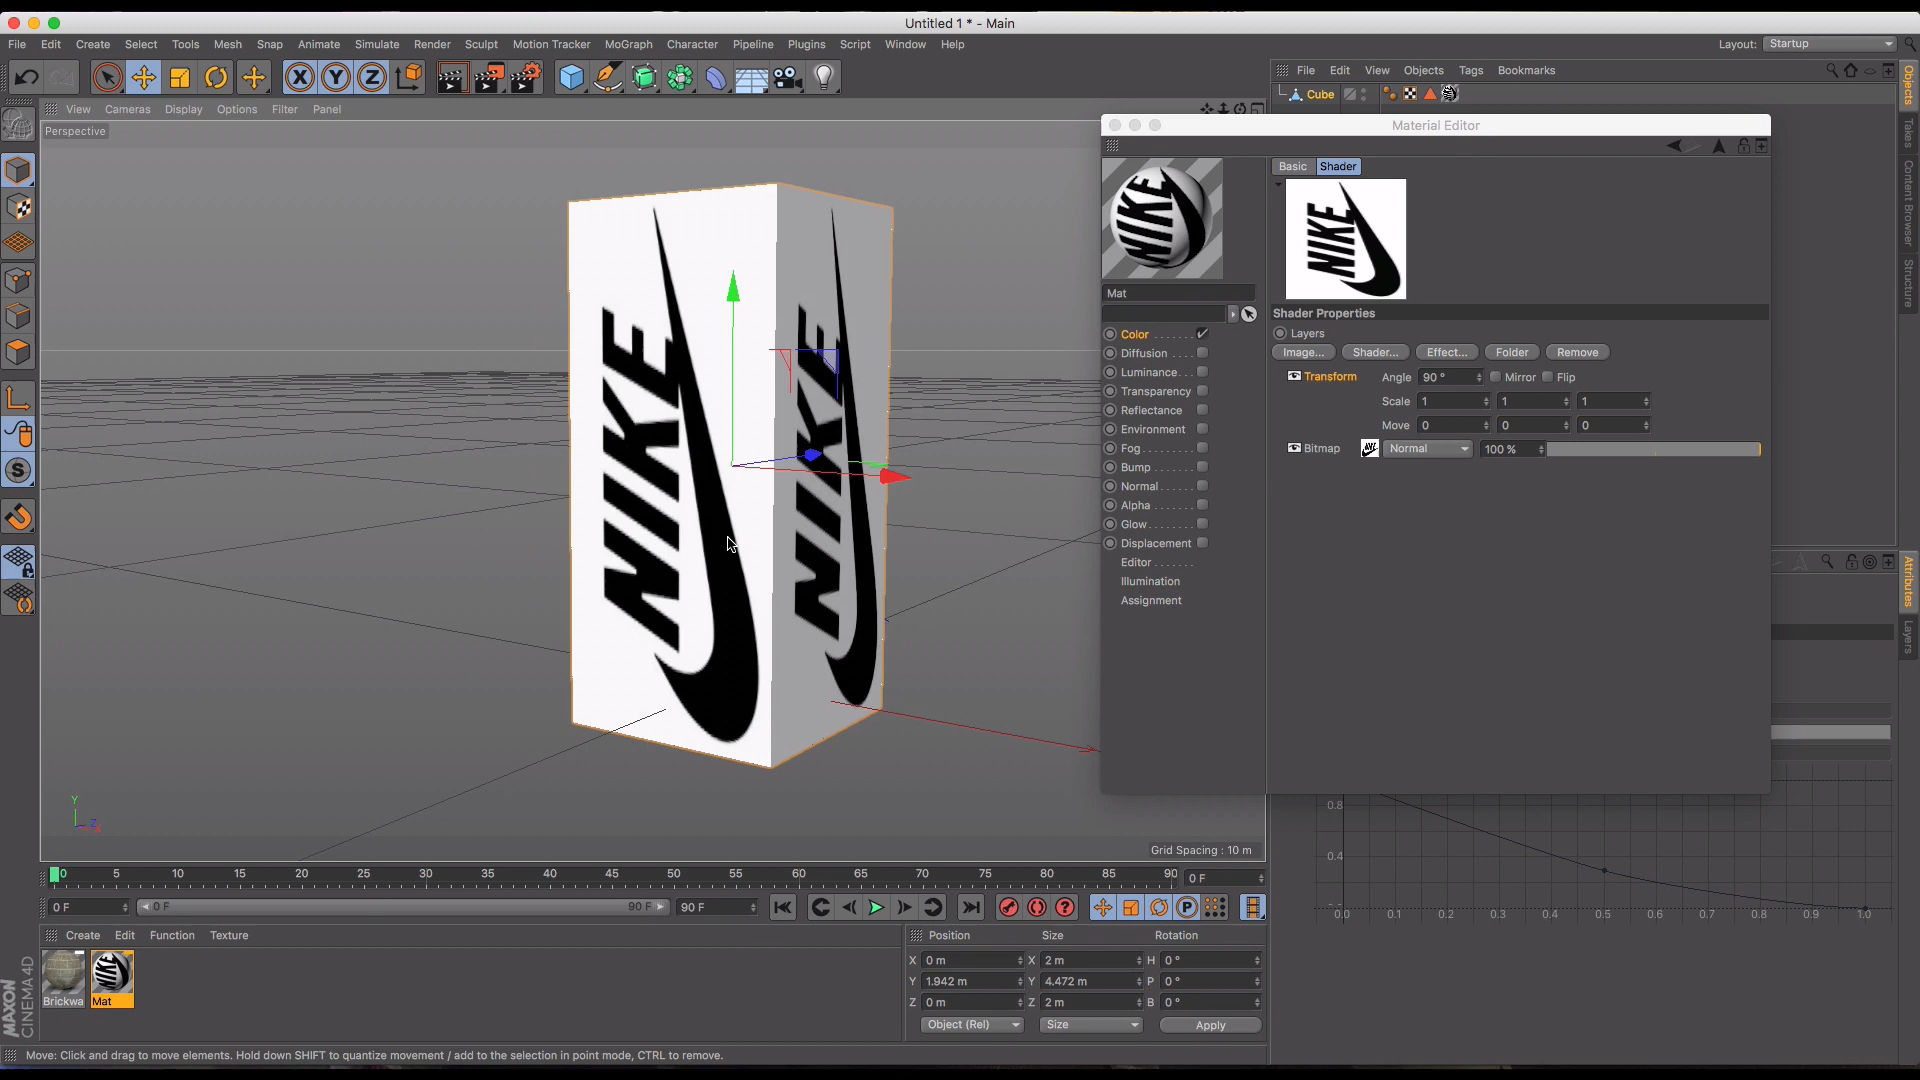 Untitled 1 * - Main
File Edit Create Select Tools Mesh Snap Animate Simulate Render Sculpt Motion Tracker MoGraph Character Pipeline Plugins Script Window Help
Layout: Startup
File Edit View Objects Tags Bookmarks
X Y Z
View Cameras Display Options Filter Panel
Cube
Perspective
Material Editor
Basic Shader
NIKE
NIKE
NIKE
NIKE
Mat
Shader Properties
Layers
Image... Shader... Effect... Folder Remove
Transform Angle 90 ° Mirror Flip
Scale 1 1 1
Move 0 0 0
Bitmap Normal 100 %
Color
Diffusion
Luminance
Transparency
Reflectance
Environment
Fog
Bump
Normal
Alpha
Glow
Displacement
Editor
Illumination
Assignment
Objects
Takes
Content Browser
Structure
Attributes
Layers
S
Y
Z
X
Grid Spacing : 10 m
0.8
0.4
0.0 0.1 0.2 0.3 0.4 0.5 0.6 0.7 0.8 0.9 1.0
0 5 10 15 20 25 30 35 40 45 50 55 60 65 70 75 80 85 90 0 F
0 F 0 F 90 F 90 F
? P
Create Edit Function Texture
Position Size Rotation
X 0 m X 2 m H 0 °
Y 1.942 m Y 4.472 m P 0 °
Z 0 m Z 2 m B 0 °
Object (Rel) Size Apply
NIKE
Brickwa Mat
MAXON
CINEMA 4D
Move: Click and drag to move elements. Hold down SHIFT to quantize movement / add to the selection in point mode, CTRL to remove.